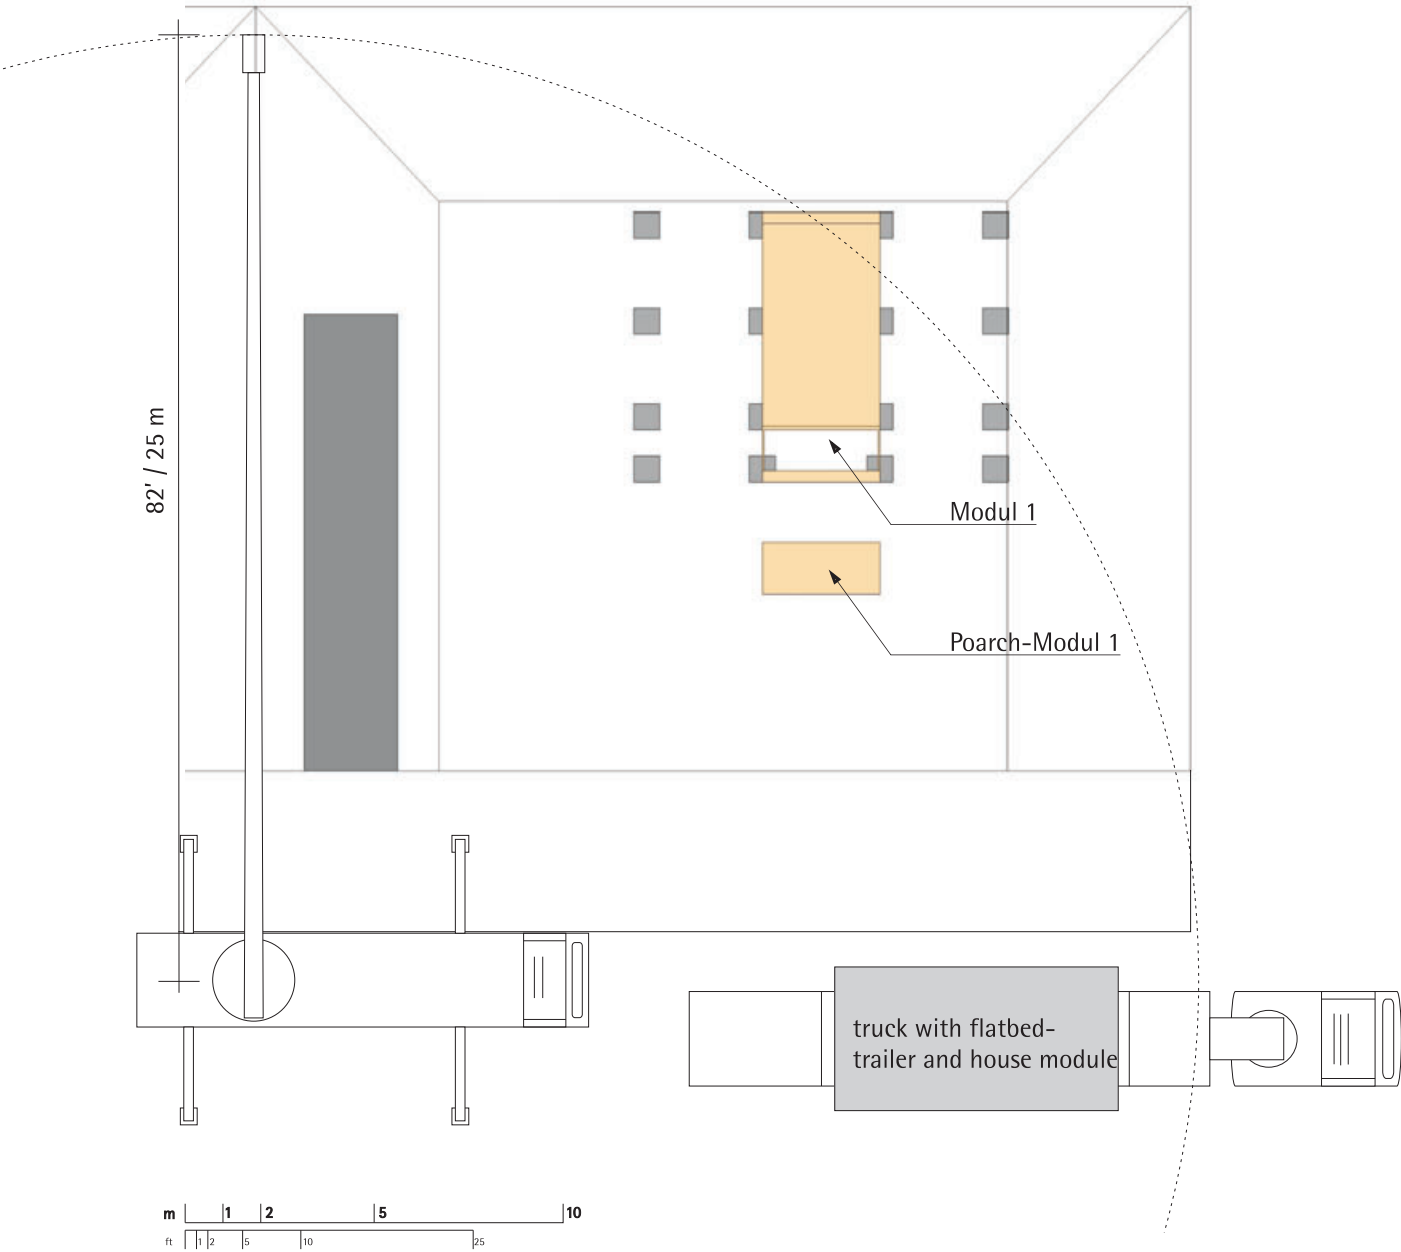 82' / 25 m
Modul 1
Poarch-Modul 1
truck with flatbed-
trailer and house module
m 1 2 5 10
ft 1 2 5 10 25